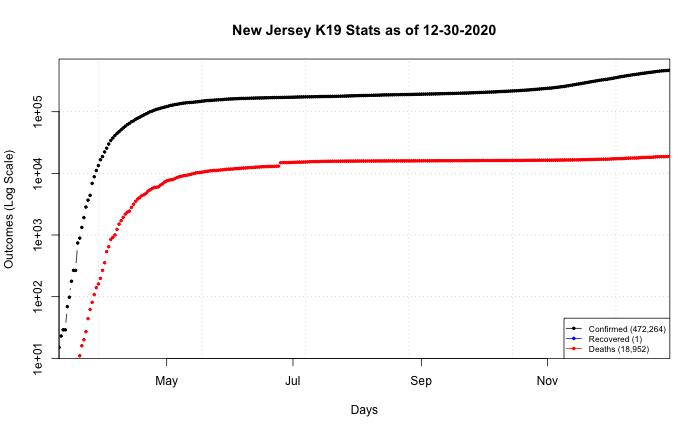 New Jersey K19 Stats as of 12-30-2020
Outcomes (Log Scale)
1e+05
1e+04
1e+03
1e+02
1e+01
May Jul Sep Nov
Days
Confirmed (472,264)
Recovered (1)
Deaths (18,952)